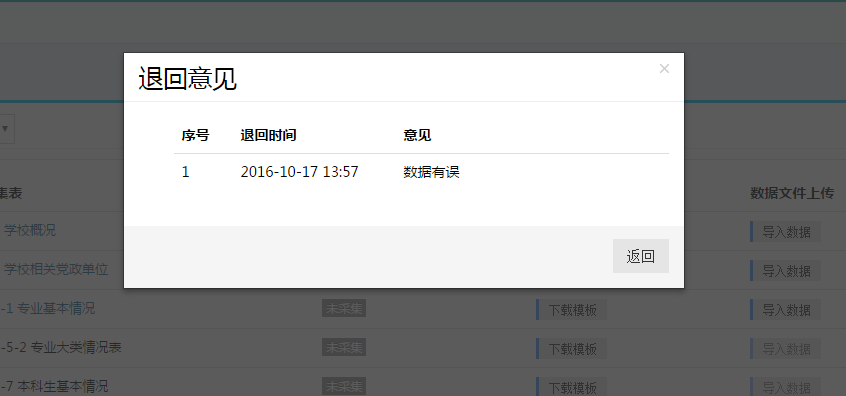 退回意见
×
序号 退回时间 意见
1 2016-10-17 13:57 数据有误
返回
集表 数据文件上传
学校概况 导入数据
学校相关党政单位 导入数据
-1 专业基本情况 未采集 下载模板 导入数据
-5-2 专业大类情况表 未采集 下载模板 导入数据
-7 本科生基本情况 未采集 下载模板 导入数据